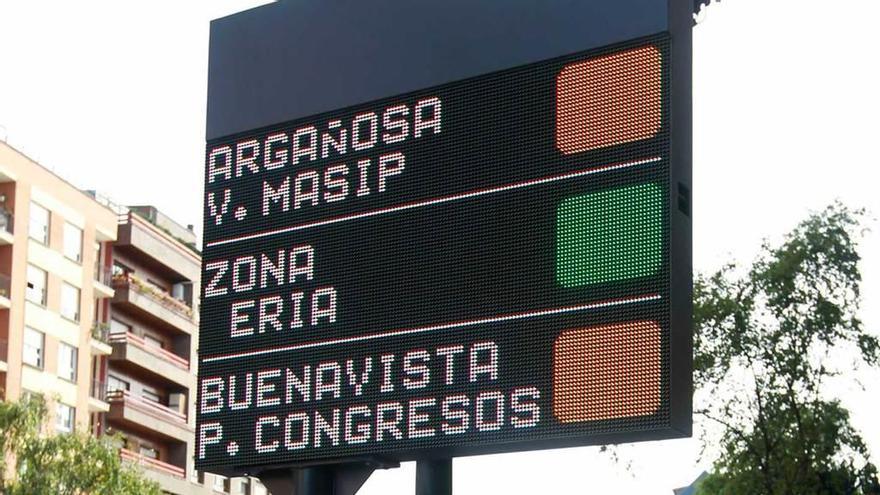 ARGAÑOSA
V. MASIP
ZONA
ERIA
BUENAVISTA
P. CONGRESOS